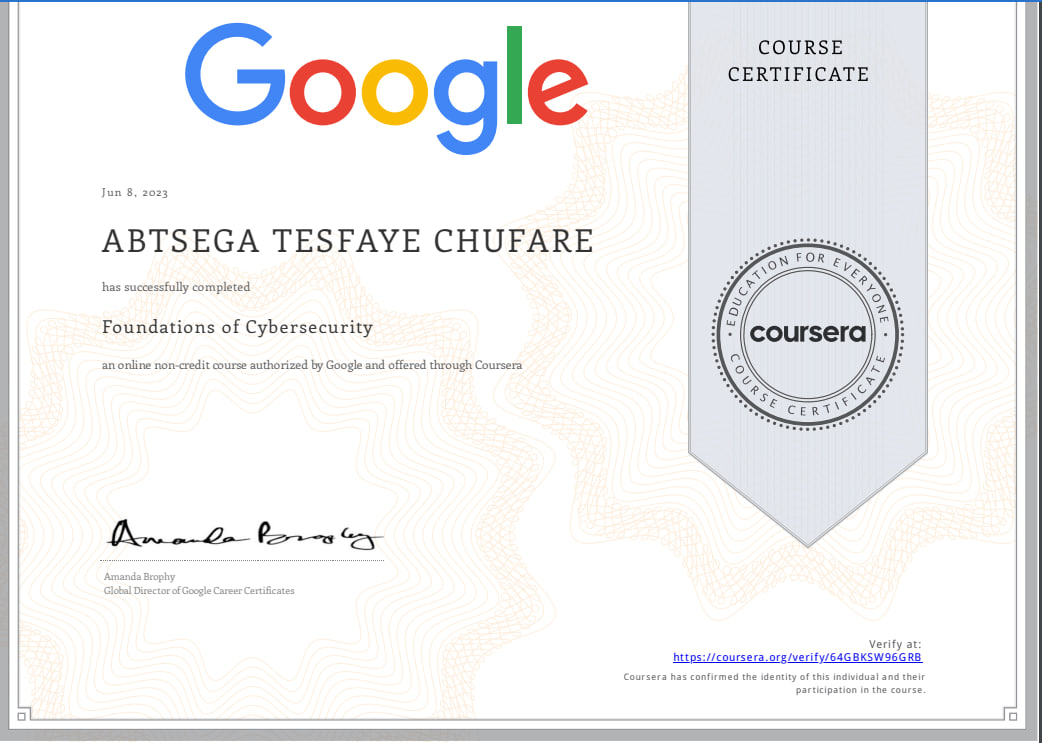 Google
COURSE
CERTIFICATE
Jun 8, 2023
ABTSEGA TESFAYE CHUFARE
has successfully completed
Foundations of Cybersecurity
an online non-credit course authorized by Google and offered through Coursera
EDUCATION FOR EVERYONE
coursera
COURSE CERTIFICATE
Amanda Brophy
Amanda Brophy
Global Director of Google Career Certificates
Verify at:
https://coursera.org/verify/64GBKSW96GRB
Coursera has confirmed the identity of this individual and their
participation in the course.